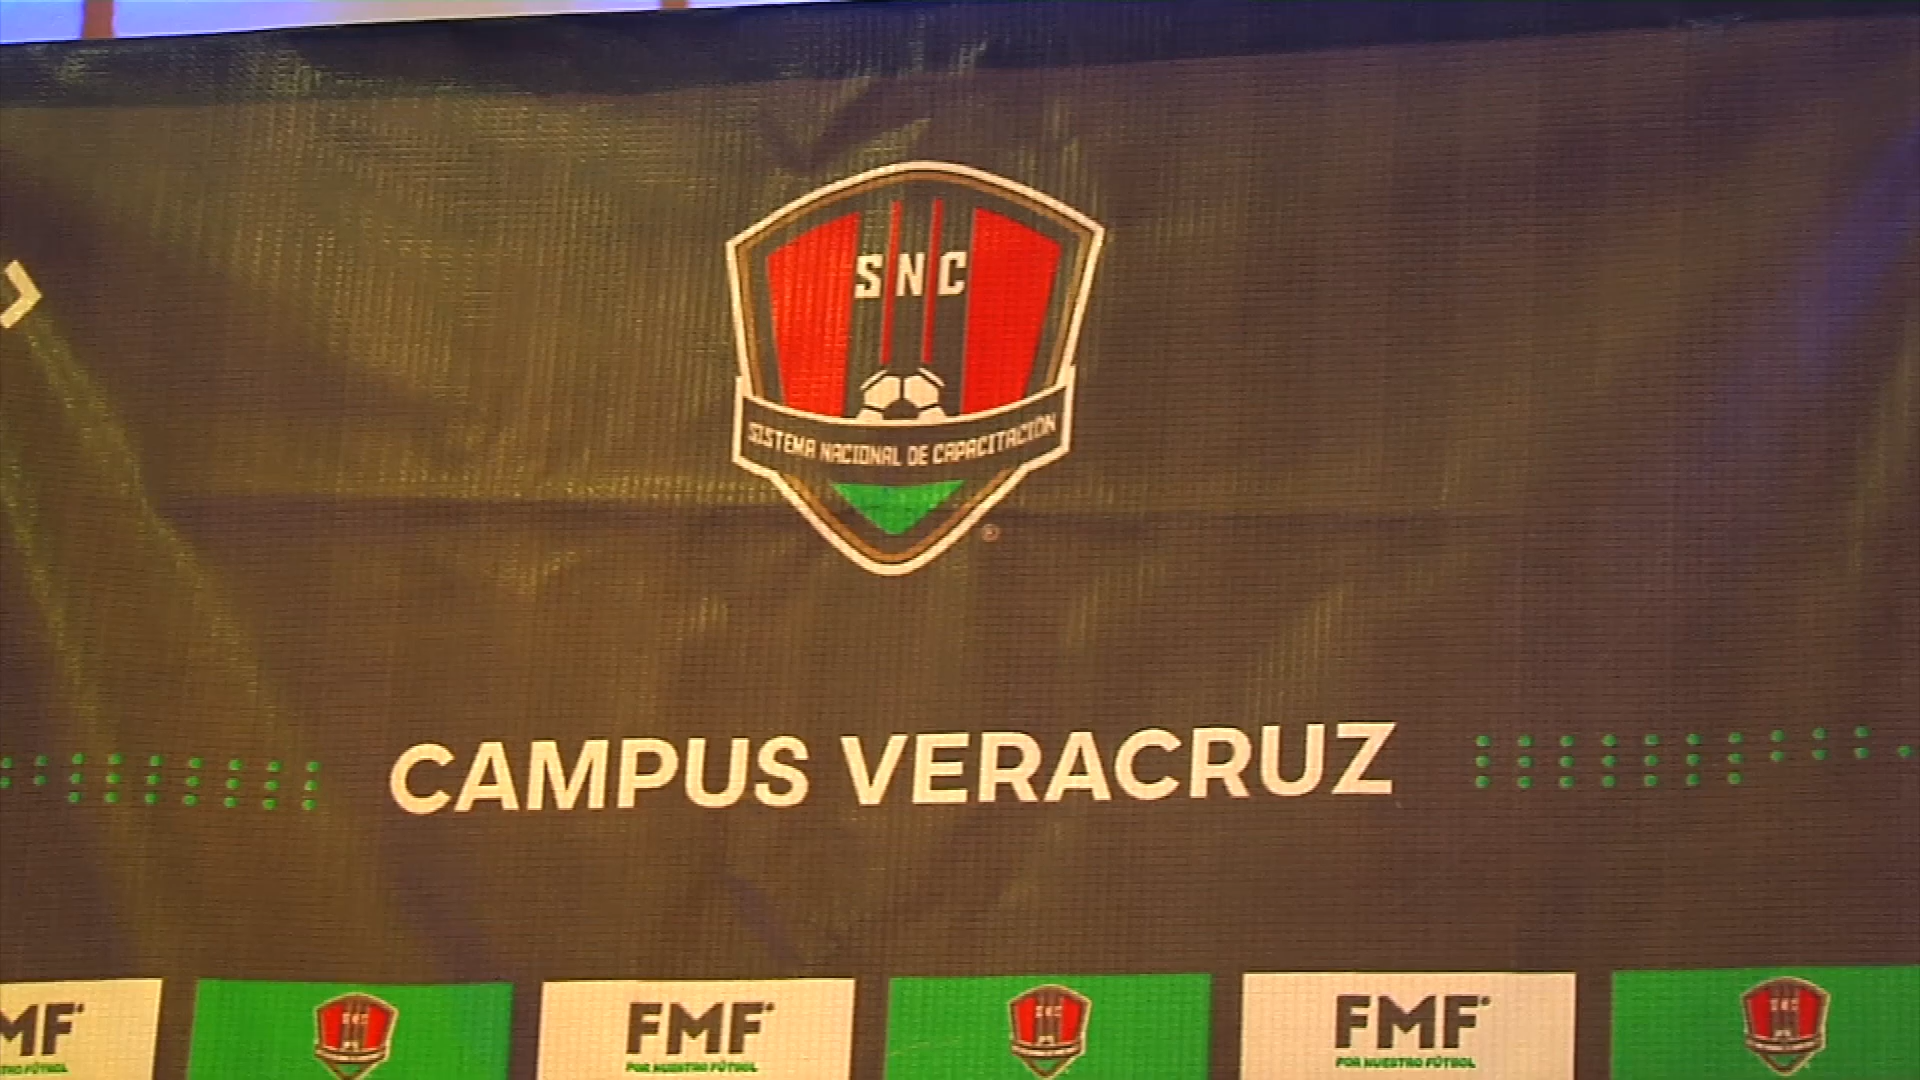 SNC
SISTEMA NACIONAL DE CAPACITACIÓN
®
CAMPUS VERACRUZ
MF
FMF
POR NUESTRO FÚTBOL
FMF
POR NUESTRO FÚTBOL